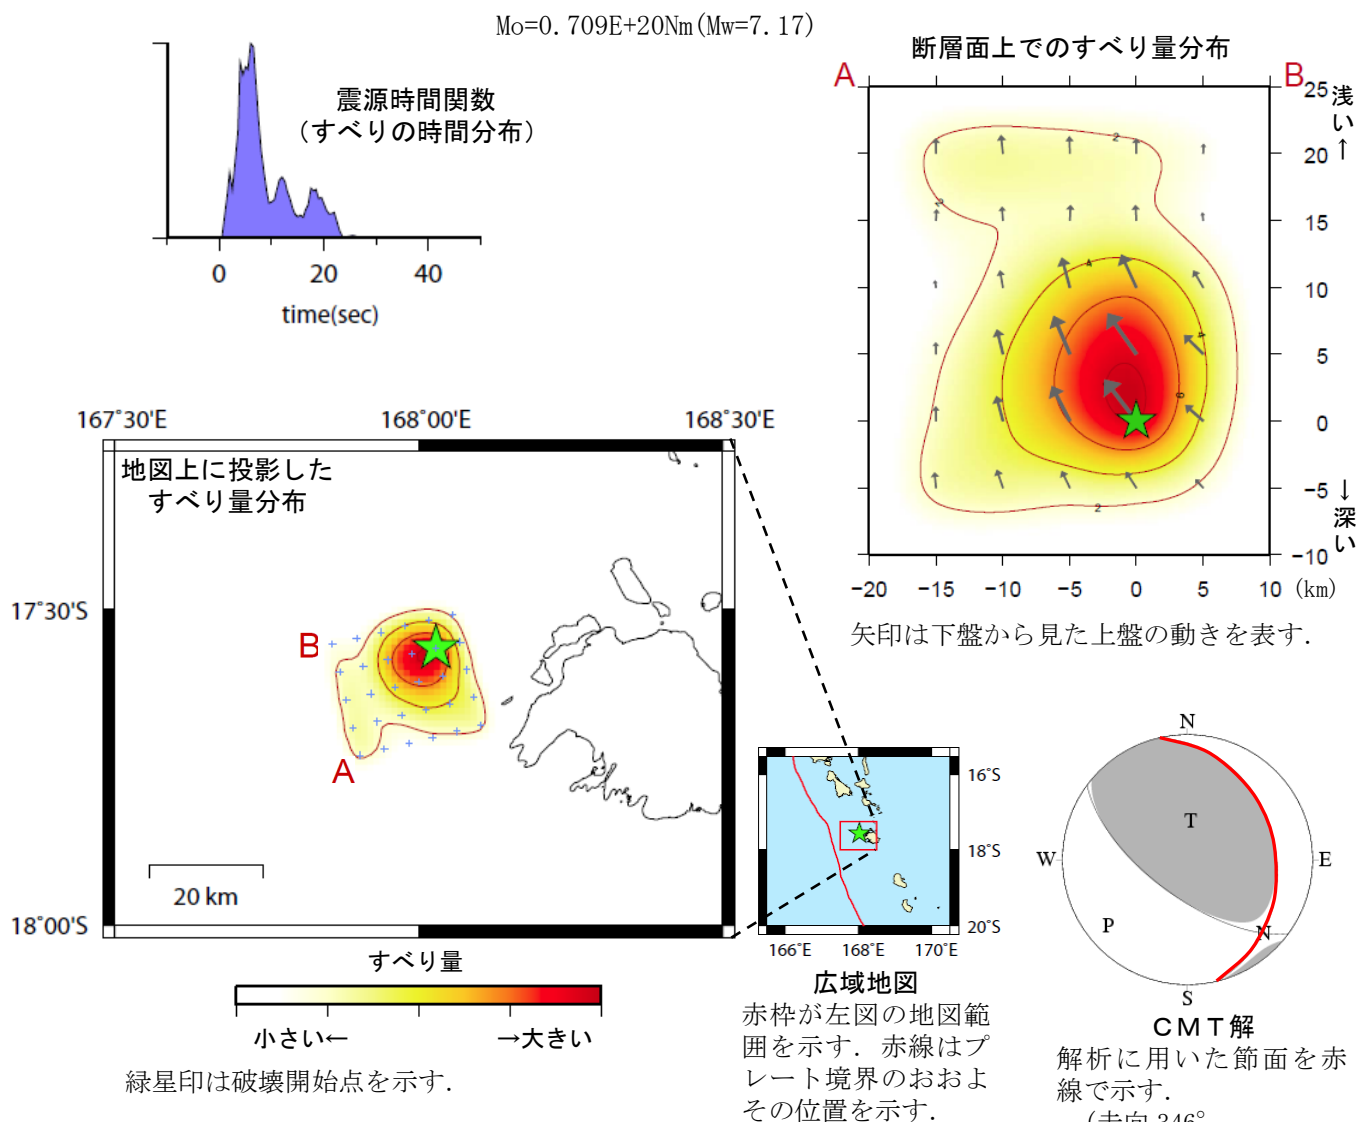 Mo=0.709E+20Nm(Mw=7.17)
震源時間関数
（すべりの時間分布）
0 20 40
time(sec)
断層面上でのすべり量分布
A B
25
20
15
10
5
0
−5
−10
浅い↑
↓深い
−20 −15 −10 −5 0 5 10 (km)
2
2
4
4
6
2
矢印は下盤から見た上盤の動きを表す．
167°30'E 168°00'E 168°30'E
地図上に投影した
すべり量分布
17°30'S
18°00'S
B
A
20 km
すべり量
小さい← →大きい
緑星印は破壊開始点を示す．
16°S
18°S
20°S
166°E 168°E 170°E
広域地図
赤枠が左図の地図範
囲を示す．赤線はプ
レート境界のおおよ
その位置を示す．
N
T
W E
P
N
S
ＣＭＴ解
解析に用いた節面を赤
線で示す．
(走向 346°